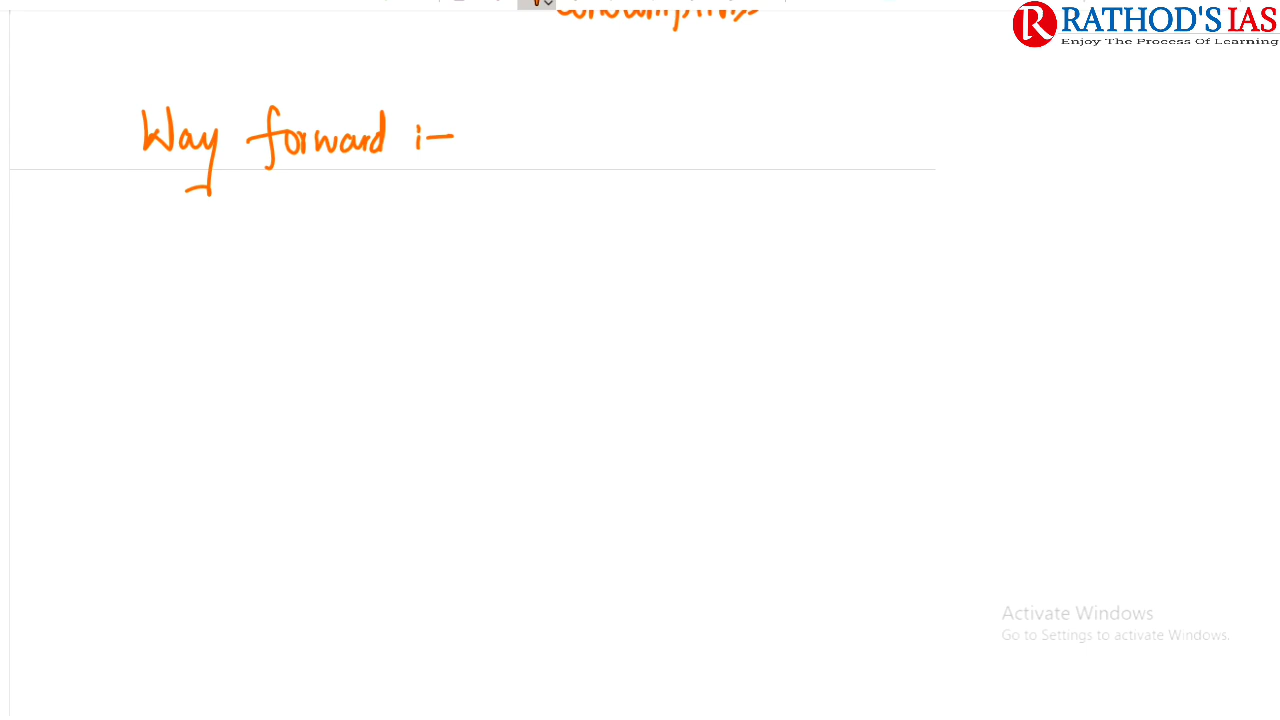 RATHOD'S IAS
Enjoy The Process Of Learning
Way forward :-
Activate Windows
Go to Settings to activate Windows.